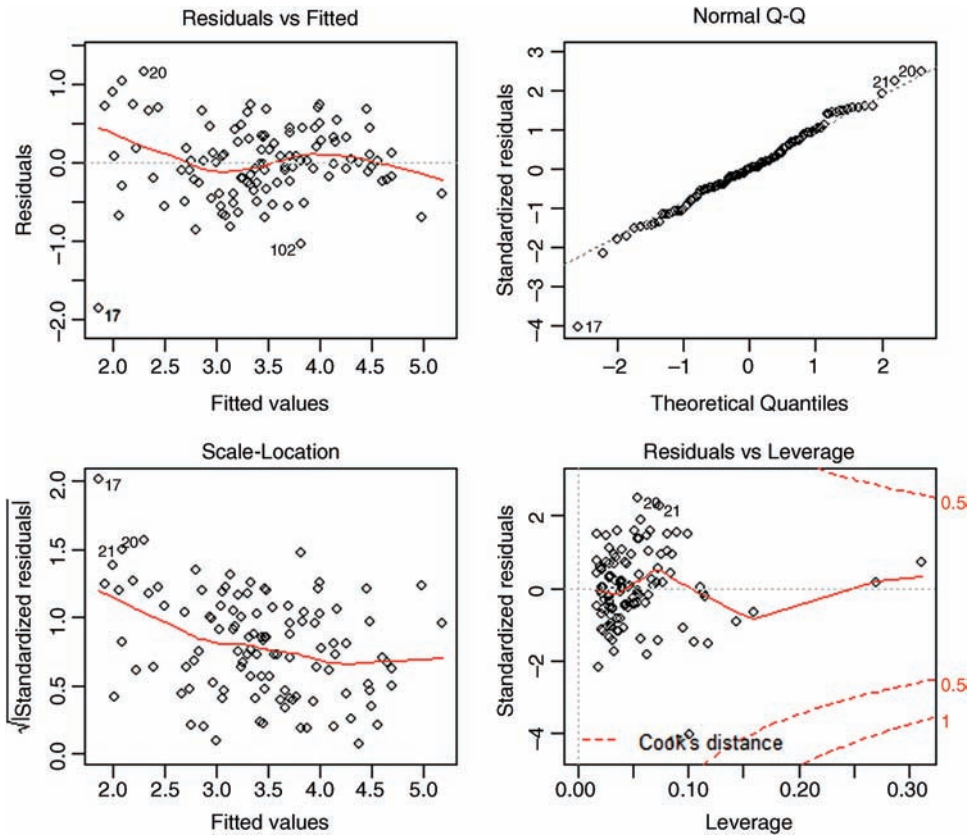 Residuals vs Fitted
Residuals
1.0
0.0
−1.0
−2.0
20
102
17
2.0 2.5 3.0 3.5 4.0 4.5 5.0
Fitted values
Normal Q-Q
Standardized residuals
3
2
1
0
−1
−2
−3
−4
21 20
17
−2 −1 0 1 2
Theoretical Quantiles
Scale-Location
√|Standardized residuals|
2.0
1.5
1.0
0.5
0.0
17
21 20
2.0 2.5 3.0 3.5 4.0 4.5 5.0
Fitted values
Residuals vs Leverage
Standardized residuals
2
0
−2
−4
20 21
0.5
0.5
1
Cook's distance
0.00 0.10 0.20 0.30
Leverage